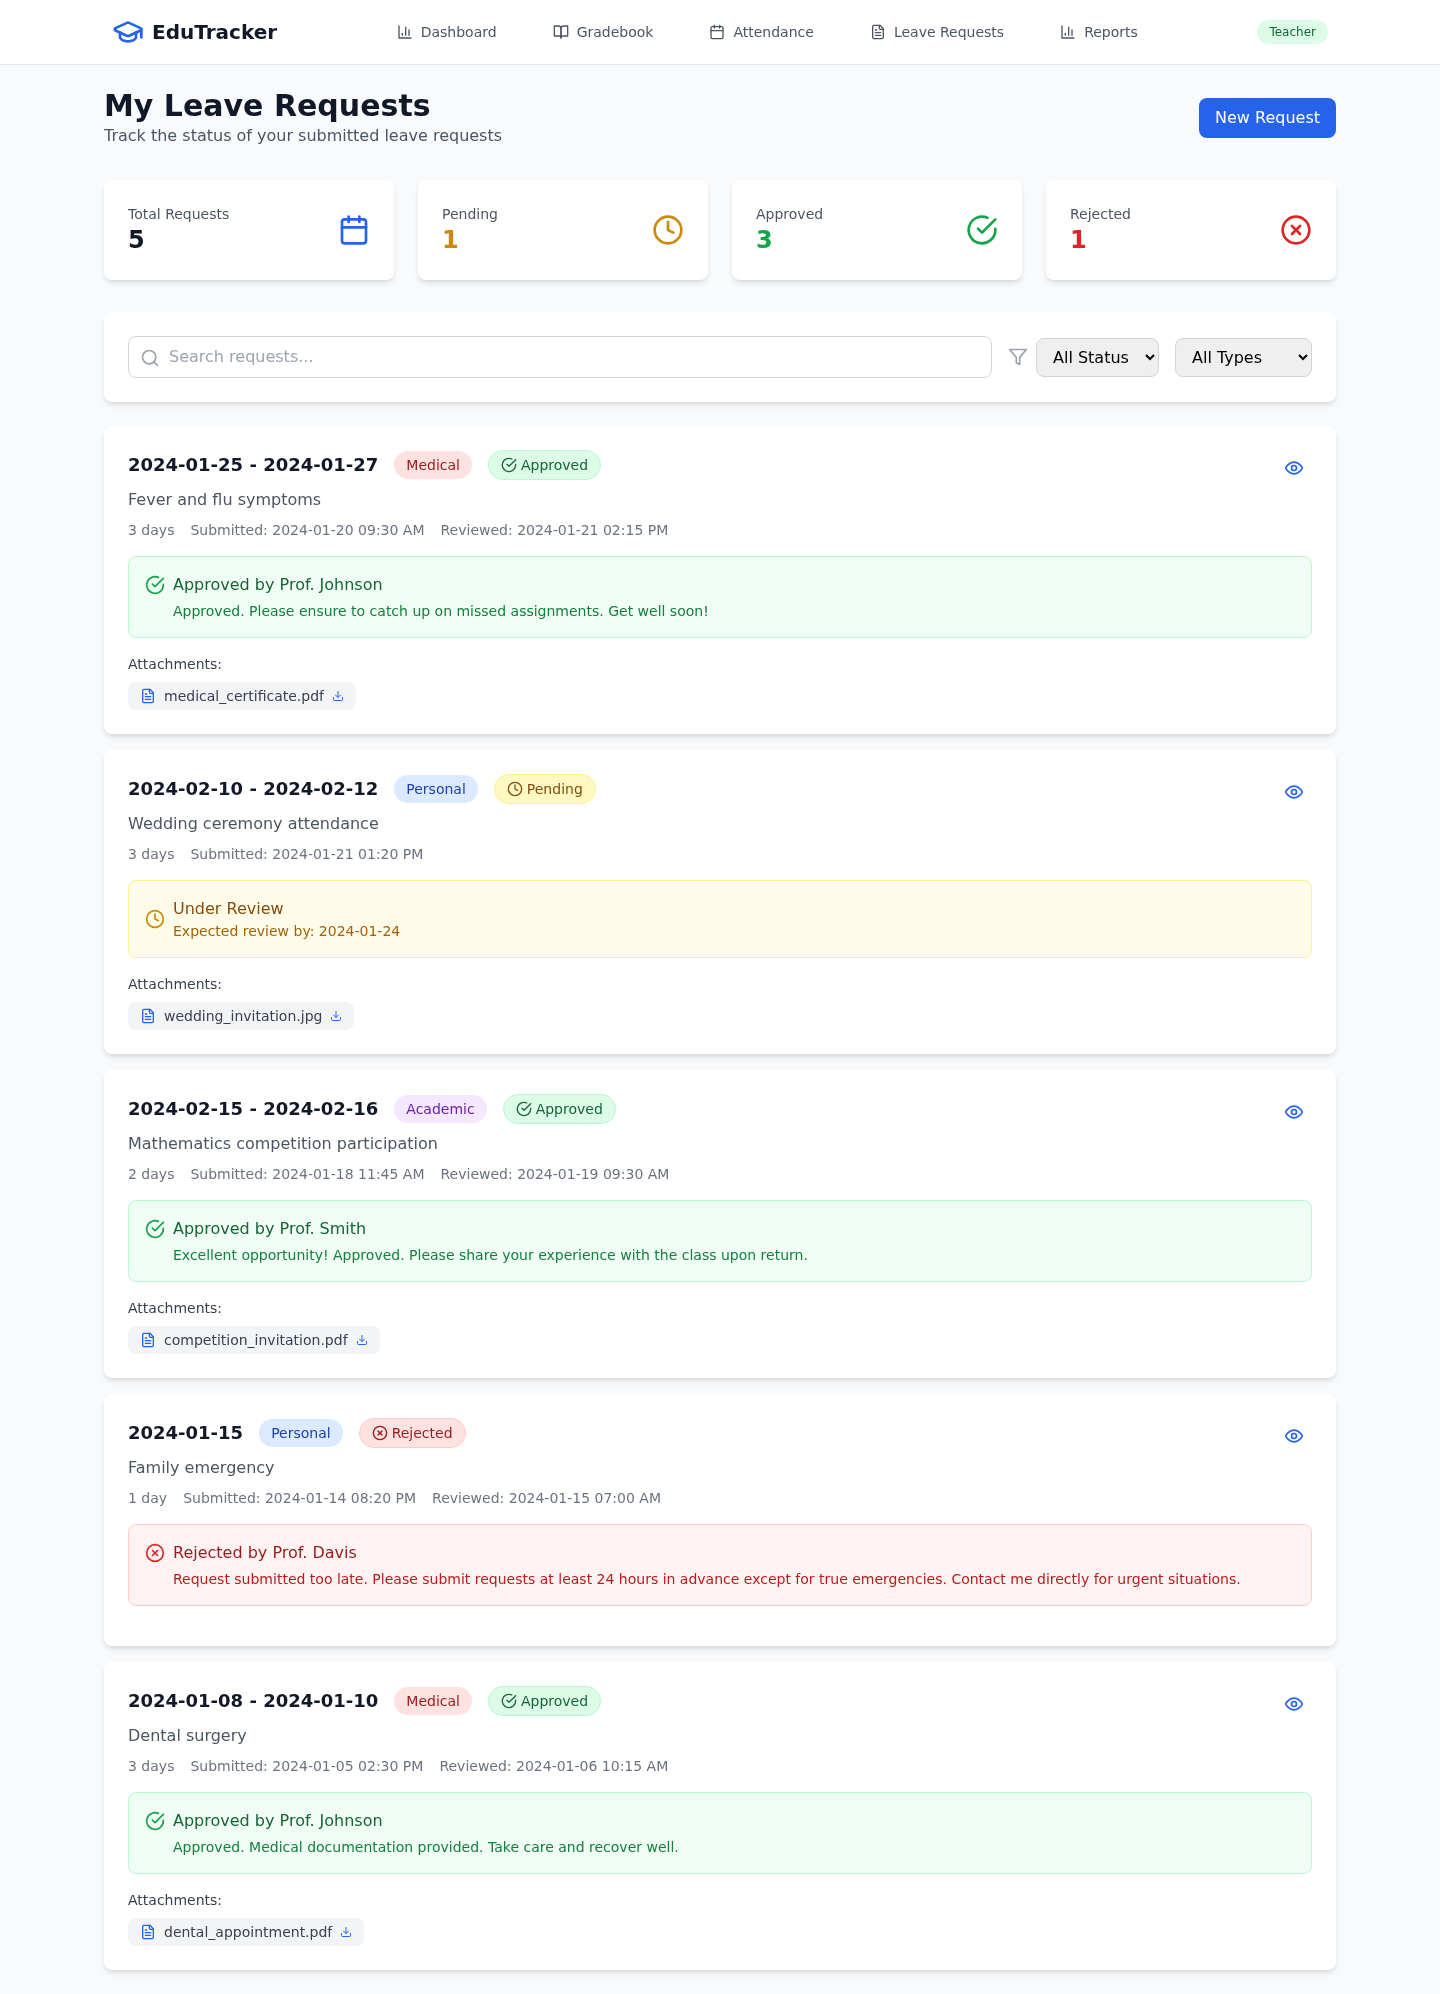 EduTracker
Dashboard
Gradebook
Attendance
Leave Requests
Reports
Teacher
My Leave Requests
Track the status of your submitted leave requests
New Request
Total Requests
5
Pending
1
Approved
3
Rejected
1
Search requests...
All Status
All Types
2024-01-25 - 2024-01-27 Medical Approved
Fever and flu symptoms
3 days Submitted: 2024-01-20 09:30 AM Reviewed: 2024-01-21 02:15 PM
Approved by Prof. Johnson
Approved. Please ensure to catch up on missed assignments. Get well soon!
Attachments:
medical_certificate.pdf
2024-02-10 - 2024-02-12 Personal Pending
Wedding ceremony attendance
3 days Submitted: 2024-01-21 01:20 PM
Under Review
Expected review by: 2024-01-24
Attachments:
wedding_invitation.jpg
2024-02-15 - 2024-02-16 Academic Approved
Mathematics competition participation
2 days Submitted: 2024-01-18 11:45 AM Reviewed: 2024-01-19 09:30 AM
Approved by Prof. Smith
Excellent opportunity! Approved. Please share your experience with the class upon return.
Attachments:
competition_invitation.pdf
2024-01-15 Personal Rejected
Family emergency
1 day Submitted: 2024-01-14 08:20 PM Reviewed: 2024-01-15 07:00 AM
Rejected by Prof. Davis
Request submitted too late. Please submit requests at least 24 hours in advance except for true emergencies. Contact me directly for urgent situations.
2024-01-08 - 2024-01-10 Medical Approved
Dental surgery
3 days Submitted: 2024-01-05 02:30 PM Reviewed: 2024-01-06 10:15 AM
Approved by Prof. Johnson
Approved. Medical documentation provided. Take care and recover well.
Attachments:
dental_appointment.pdf